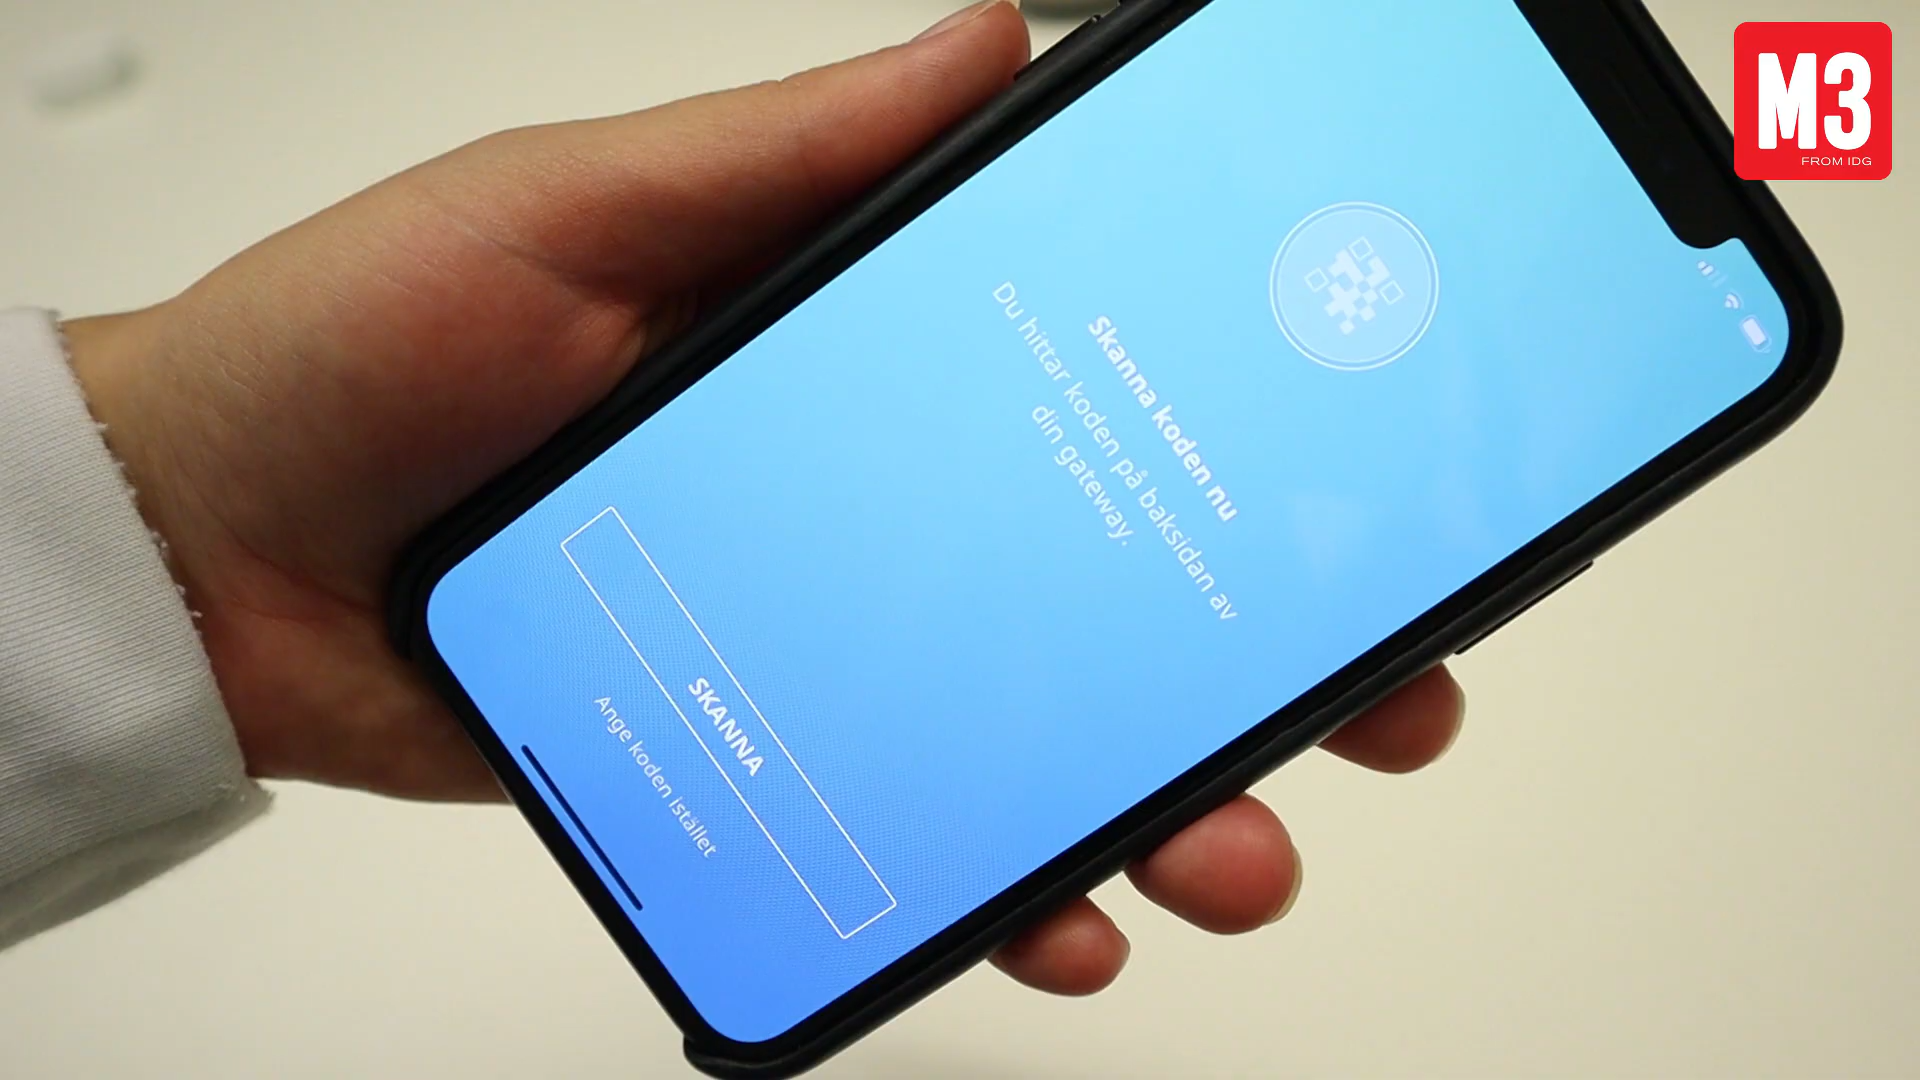 M3
FROM IDG
Skanna koden nu
Du hittar koden på baksidan av
din gateway.
SKANNA
Ange koden istället